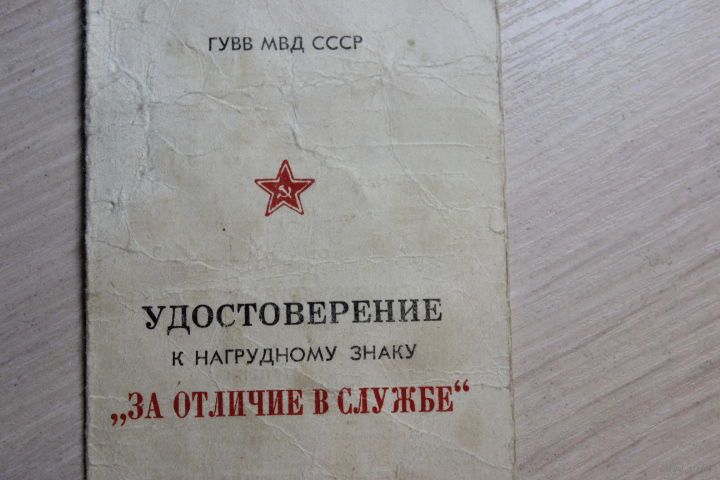 ГУВВ МВД СССР
УДОСТОВЕРЕНИЕ
К НАГРУДНОМУ ЗНАКУ
„ЗА ОТЛИЧИЕ В СЛУЖБЕ“